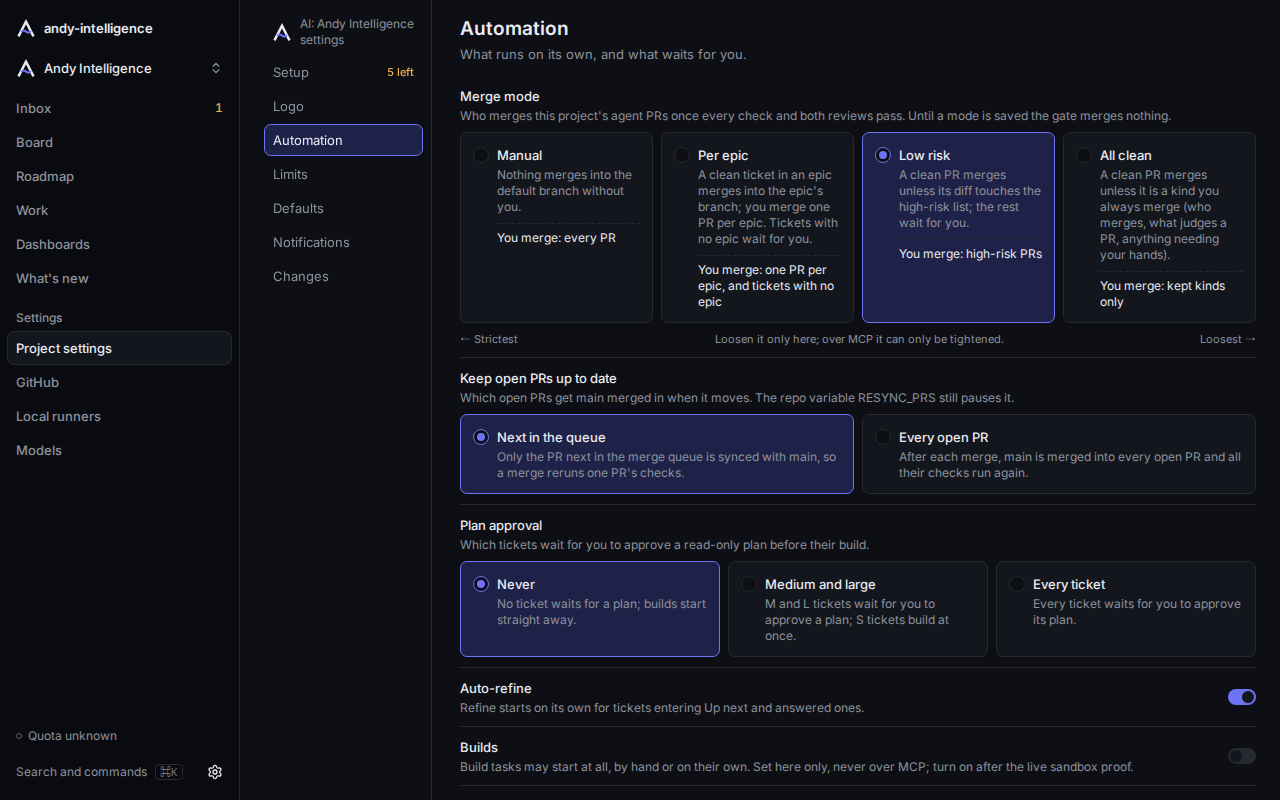 andy-intelligence
Andy Intelligence
Inbox 1
Board
Roadmap
Work
Dashboards
What's new
Settings
Project settings
GitHub
Local runners
Models
Quota unknown
Search and commands ⌘K
AI: Andy Intelligence
settings
Setup 5 left
Logo
Automation
Limits
Defaults
Notifications
Changes
Automation
What runs on its own, and what waits for you.
Merge mode
Who merges this project's agent PRs once every check and both reviews pass. Until a mode is saved the gate merges nothing.
Manual
Nothing merges into the
default branch without
you.
You merge: every PR
Per epic
A clean ticket in an epic
merges into the epic's
branch; you merge one
PR per epic. Tickets with
no epic wait for you.
You merge: one PR per
epic, and tickets with no
epic
Low risk
A clean PR merges
unless its diff touches the
high-risk list; the rest
wait for you.
You merge: high-risk PRs
All clean
A clean PR merges
unless it is a kind you
always merge (who
merges, what judges a
PR, anything needing
your hands).
You merge: kept kinds
only
← Strictest
Loosen it only here; over MCP it can only be tightened.
Loosest →
Keep open PRs up to date
Which open PRs get main merged in when it moves. The repo variable RESYNC_PRS still pauses it.
Next in the queue
Only the PR next in the merge queue is synced with main, so
a merge reruns one PR's checks.
Every open PR
After each merge, main is merged into every open PR and all
their checks run again.
Plan approval
Which tickets wait for you to approve a read-only plan before their build.
Never
No ticket waits for a plan; builds start
straight away.
Medium and large
M and L tickets wait for you to
approve a plan; S tickets build at
once.
Every ticket
Every ticket waits for you to approve
its plan.
Auto-refine
Refine starts on its own for tickets entering Up next and answered ones.
Builds
Build tasks may start at all, by hand or on their own. Set here only, never over MCP; turn on after the live sandbox proof.